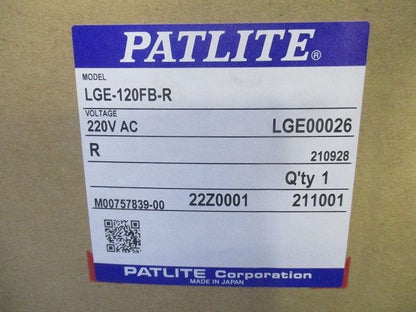 PATLITE®
MODEL
LGE-120FB-R
VOLTAGE
220V AC LGE00026
R 210928
Q'ty 1
M00757839-00 22Z0001 211001
PATLITE Corporation
MADE IN JAPAN